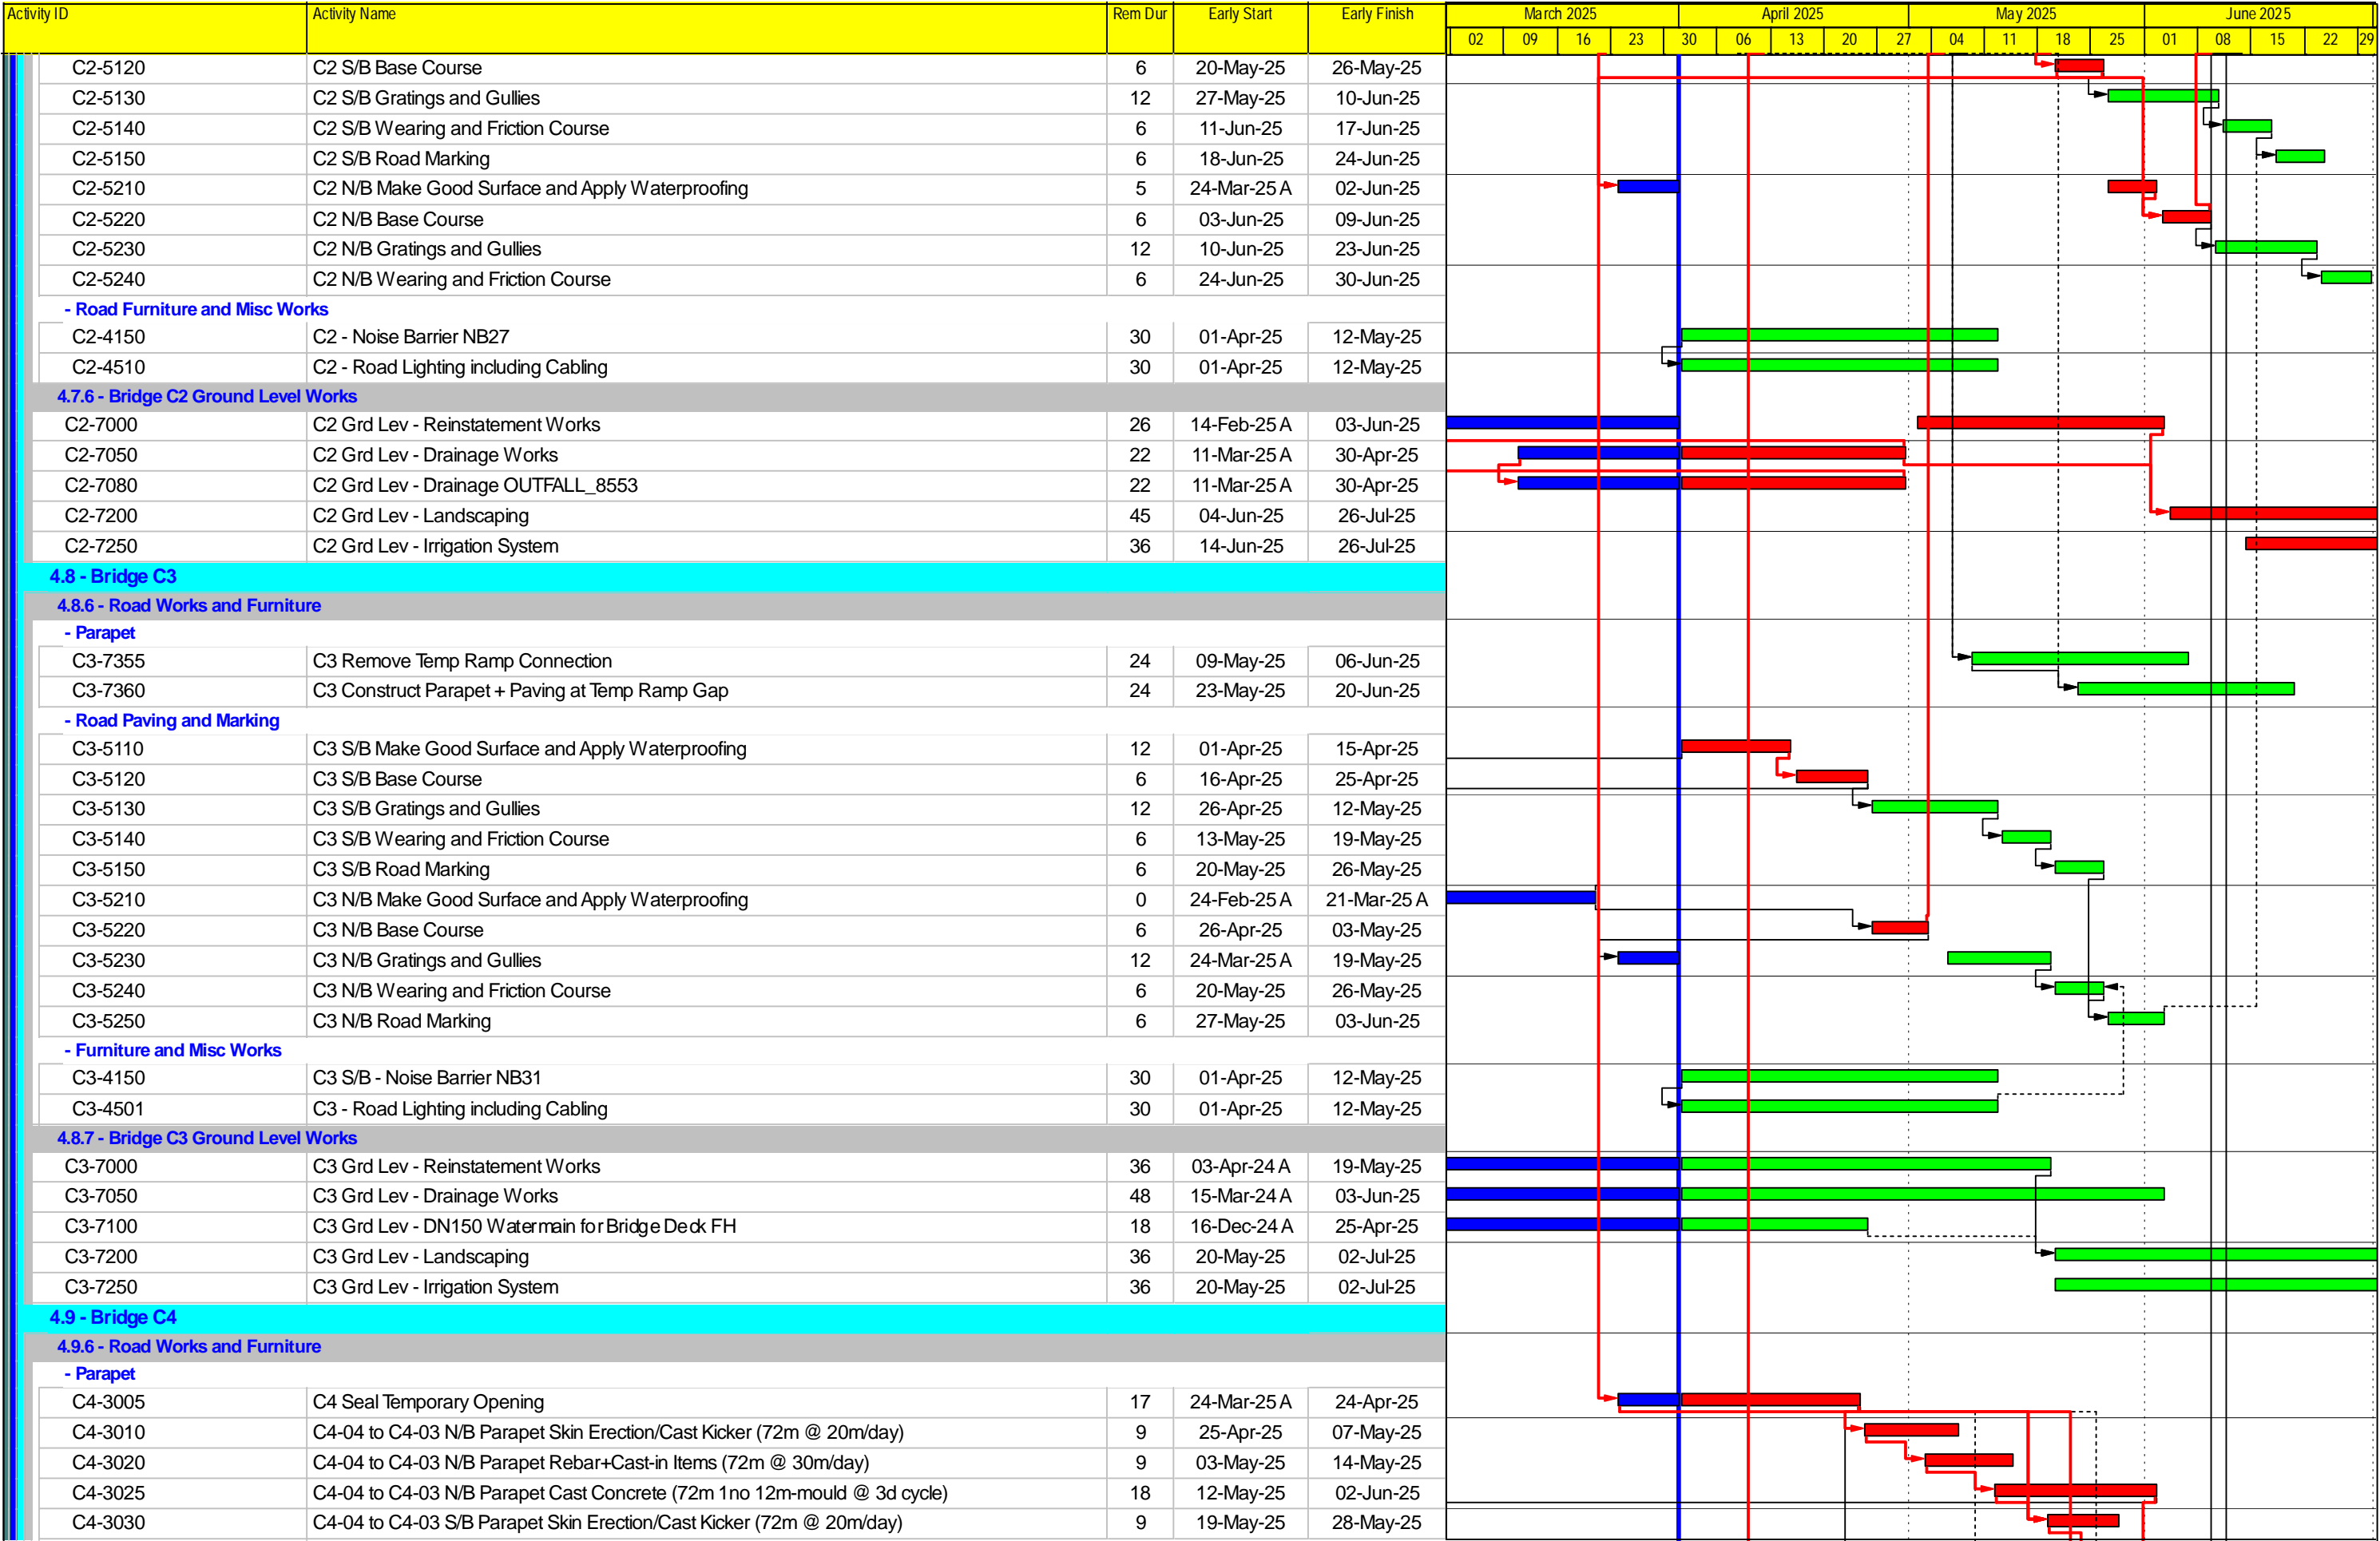 Activity ID Activity Name Rem Dur Early Start Early Finish March 2025 April 2025 May 2025 June 2025
02 09 16 23 30 06 13 20 27 04 11 18 25 01 08 15 22 29
C2-5120 C2 S/B Base Course 6 20-May-25 26-May-25
C2-5130 C2 S/B Gratings and Gullies 12 27-May-25 10-Jun-25
C2-5140 C2 S/B Wearing and Friction Course 6 11-Jun-25 17-Jun-25
C2-5150 C2 S/B Road Marking 6 18-Jun-25 24-Jun-25
C2-5210 C2 N/B Make Good Surface and Apply Waterproofing 5 24-Mar-25 A 02-Jun-25
C2-5220 C2 N/B Base Course 6 03-Jun-25 09-Jun-25
C2-5230 C2 N/B Gratings and Gullies 12 10-Jun-25 23-Jun-25
C2-5240 C2 N/B Wearing and Friction Course 6 24-Jun-25 30-Jun-25
- Road Furniture and Misc Works
C2-4150 C2 - Noise Barrier NB27 30 01-Apr-25 12-May-25
C2-4510 C2 - Road Lighting including Cabling 30 01-Apr-25 12-May-25
4.7.6 - Bridge C2 Ground Level Works
C2-7000 C2 Grd Lev - Reinstatement Works 26 14-Feb-25 A 03-Jun-25
C2-7050 C2 Grd Lev - Drainage Works 22 11-Mar-25 A 30-Apr-25
C2-7080 C2 Grd Lev - Drainage OUTFALL_8553 22 11-Mar-25 A 30-Apr-25
C2-7200 C2 Grd Lev - Landscaping 45 04-Jun-25 26-Jul-25
C2-7250 C2 Grd Lev - Irrigation System 36 14-Jun-25 26-Jul-25
4.8 - Bridge C3
4.8.6 - Road Works and Furniture
- Parapet
C3-7355 C3 Remove Temp Ramp Connection 24 09-May-25 06-Jun-25
C3-7360 C3 Construct Parapet + Paving at Temp Ramp Gap 24 23-May-25 20-Jun-25
- Road Paving and Marking
C3-5110 C3 S/B Make Good Surface and Apply Waterproofing 12 01-Apr-25 15-Apr-25
C3-5120 C3 S/B Base Course 6 16-Apr-25 25-Apr-25
C3-5130 C3 S/B Gratings and Gullies 12 26-Apr-25 12-May-25
C3-5140 C3 S/B Wearing and Friction Course 6 13-May-25 19-May-25
C3-5150 C3 S/B Road Marking 6 20-May-25 26-May-25
C3-5210 C3 N/B Make Good Surface and Apply Waterproofing 0 24-Feb-25 A 21-Mar-25 A
C3-5220 C3 N/B Base Course 6 26-Apr-25 03-May-25
C3-5230 C3 N/B Gratings and Gullies 12 24-Mar-25 A 19-May-25
C3-5240 C3 N/B Wearing and Friction Course 6 20-May-25 26-May-25
C3-5250 C3 N/B Road Marking 6 27-May-25 03-Jun-25
- Furniture and Misc Works
C3-4150 C3 S/B - Noise Barrier NB31 30 01-Apr-25 12-May-25
C3-4501 C3 - Road Lighting including Cabling 30 01-Apr-25 12-May-25
4.8.7 - Bridge C3 Ground Level Works
C3-7000 C3 Grd Lev - Reinstatement Works 36 03-Apr-24 A 19-May-25
C3-7050 C3 Grd Lev - Drainage Works 48 15-Mar-24 A 03-Jun-25
C3-7100 C3 Grd Lev - DN150 Watermain for Bridge Deck FH 18 16-Dec-24 A 25-Apr-25
C3-7200 C3 Grd Lev - Landscaping 36 20-May-25 02-Jul-25
C3-7250 C3 Grd Lev - Irrigation System 36 20-May-25 02-Jul-25
4.9 - Bridge C4
4.9.6 - Road Works and Furniture
- Parapet
C4-3005 C4 Seal Temporary Opening 17 24-Mar-25 A 24-Apr-25
C4-3010 C4-04 to C4-03 N/B Parapet Skin Erection/Cast Kicker (72m @ 20m/day) 9 25-Apr-25 07-May-25
C4-3020 C4-04 to C4-03 N/B Parapet Rebar+Cast-in Items (72m @ 30m/day) 9 03-May-25 14-May-25
C4-3025 C4-04 to C4-03 N/B Parapet Cast Concrete (72m 1no 12m-mould @ 3d cycle) 18 12-May-25 02-Jun-25
C4-3030 C4-04 to C4-03 S/B Parapet Skin Erection/Cast Kicker (72m @ 20m/day) 9 19-May-25 28-May-25